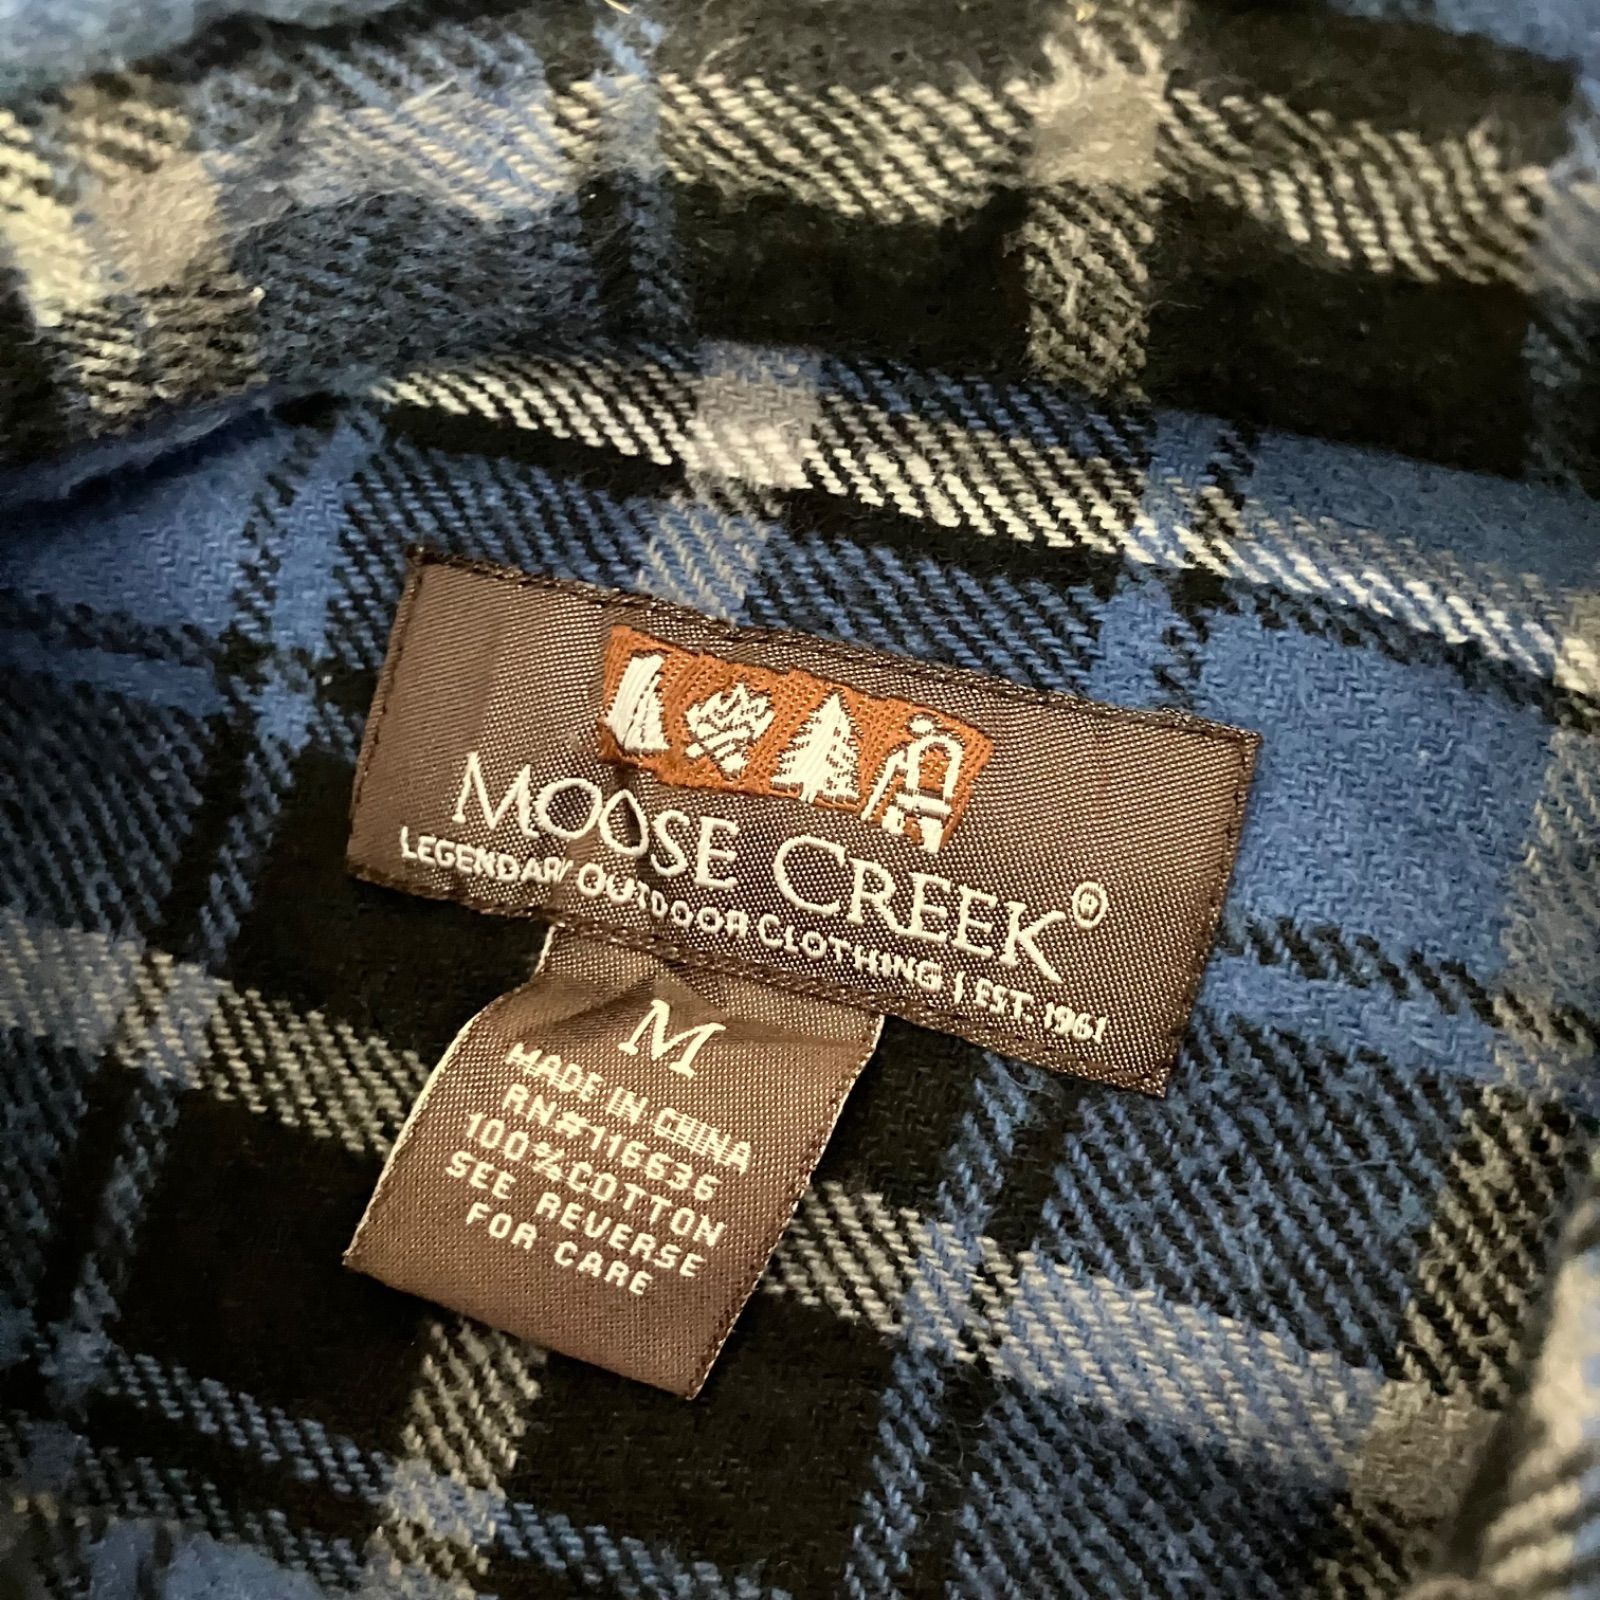 MOOSE CREEK®
LEGENDARY OUTDOOR CLOTHING | EST. 1961
M
MADE IN CHINA
RN#116636
100%COTTON
SEE REVERSE
FOR CARE